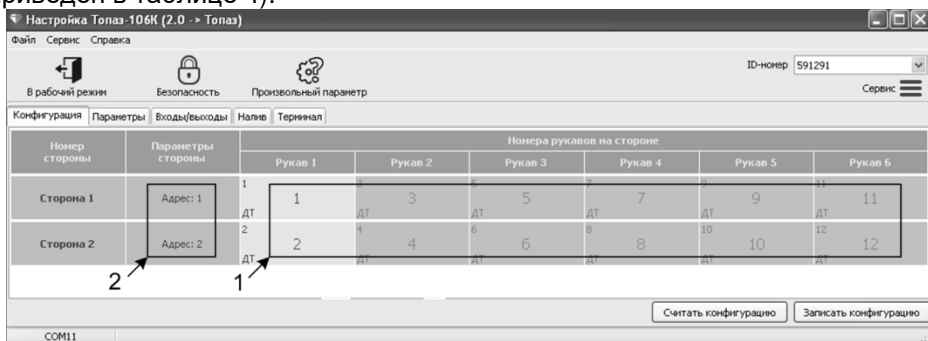 приведен в таблице 4).
Настройка Топаз-106К (2.0 -> Топаз)
Файл Сервис Справка
ID-номер 591291
В рабочий режим Безопасность Произвольный параметр Сервис
Конфигурация Параметры Входы/выходы Налив Терминал
Номер стороны Параметры стороны Номера рукавов на стороне
Рукав 1 Рукав 2 Рукав 3 Рукав 4 Рукав 5 Рукав 6
1 3 5 7 9 11
Сторона 1 Адрес: 1 1 3 5 7 9 11
ДТ ДТ ДТ ДТ ДТ ДТ
2 4 6 8 10 12
Сторона 2 Адрес: 2 2 4 6 8 10 12
ДТ ДТ ДТ ДТ ДТ ДТ
2 1
Считать конфигурацию Записать конфигурацию
COM11